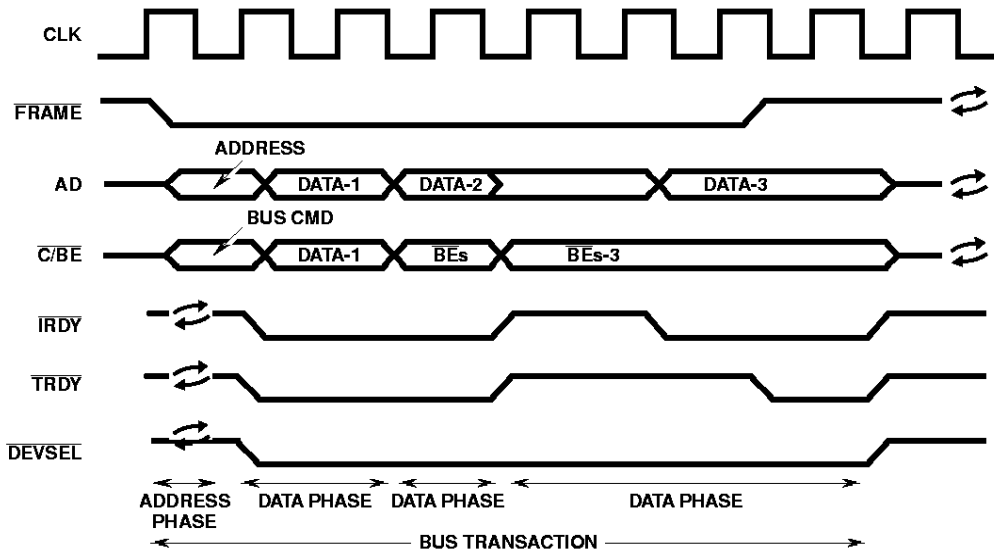 CLK
FRAME
ADDRESS
AD DATA-1 DATA-2 DATA-3
BUS CMD
C/BE DATA-1 BEs BEs-3
IRDY
TRDY
DEVSEL
ADDRESS PHASE DATA PHASE DATA PHASE DATA PHASE
BUS TRANSACTION